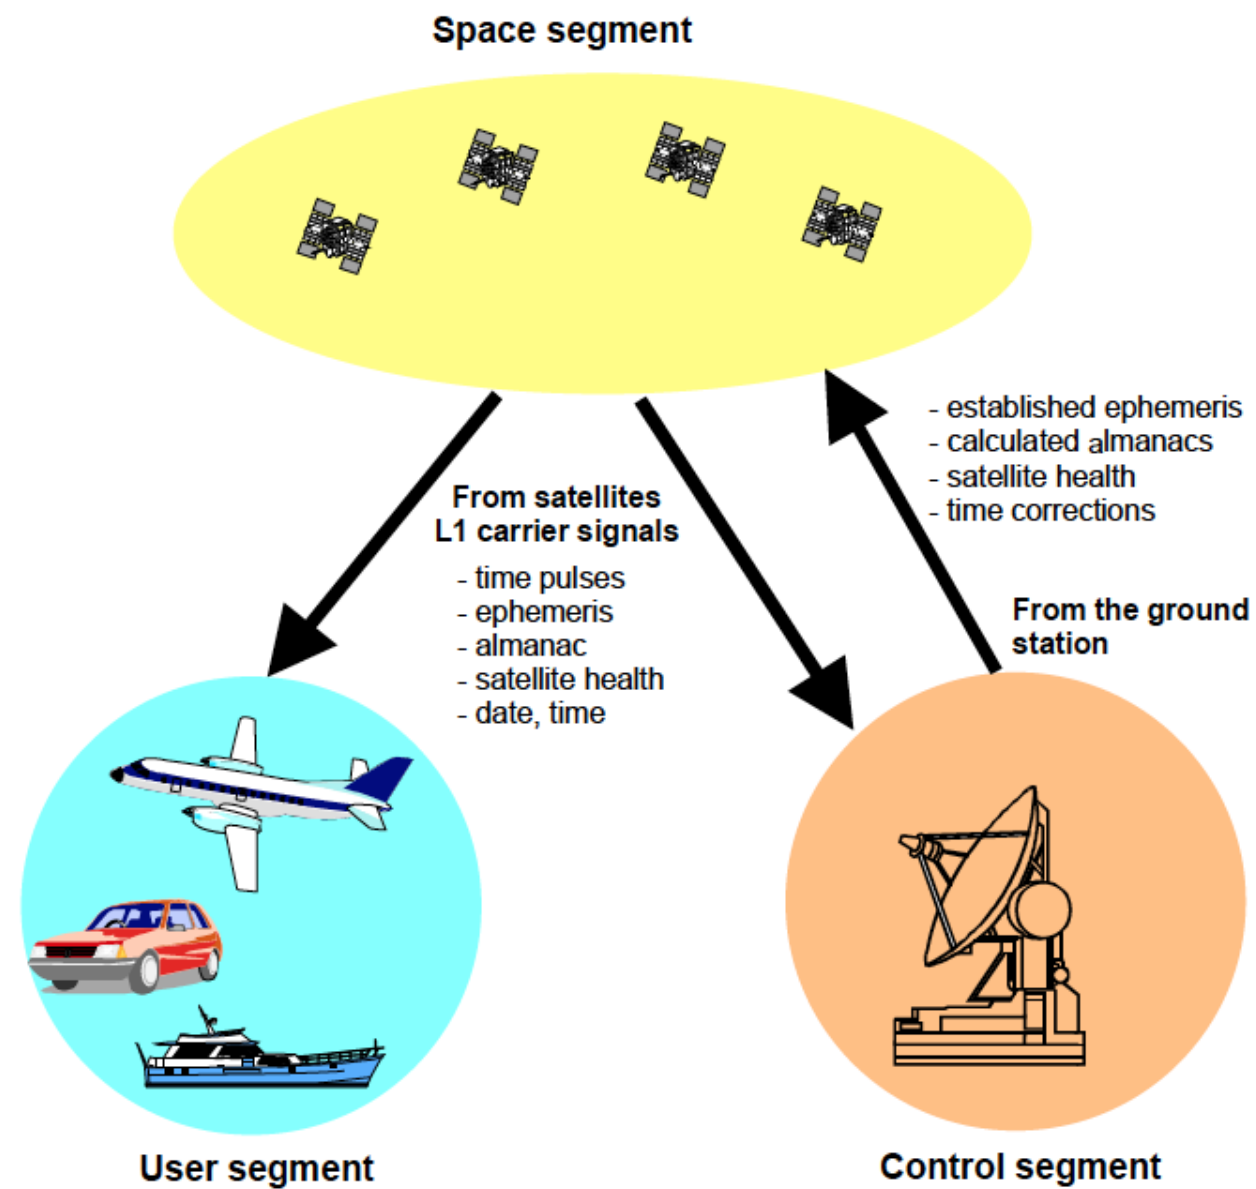 Space segment
- established ephemeris
- calculated almanacs
- satellite health
- time corrections
From satellites
L1 carrier signals
- time pulses
- ephemeris
- almanac
- satellite health
- date, time
From the ground
station
User segment
Control segment